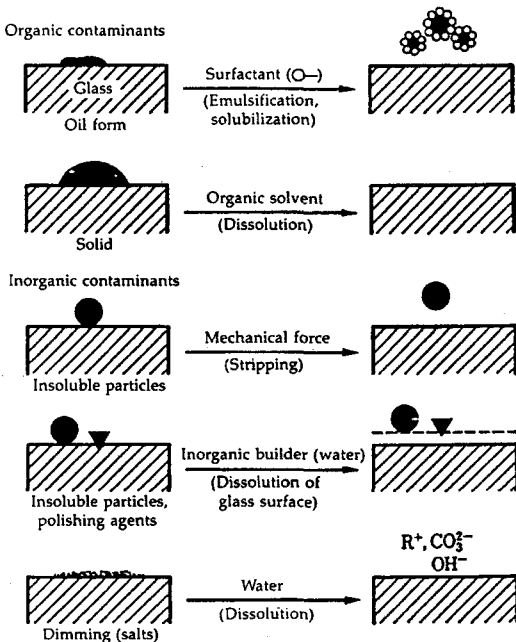 Organic contaminants
Glass
Oil form
Surfactant (O–)
(Emulsification,
solubilization)
Solid
Organic solvent
(Dissolution)
Inorganic contaminants
Insoluble particles
Mechanical force
(Stripping)
Insoluble particles,
polishing agents
Inorganic builder (water)
(Dissolution of
glass surface)
Dimming (salts)
Water
(Dissolution)
R⁺, CO₃²⁻
OH⁻